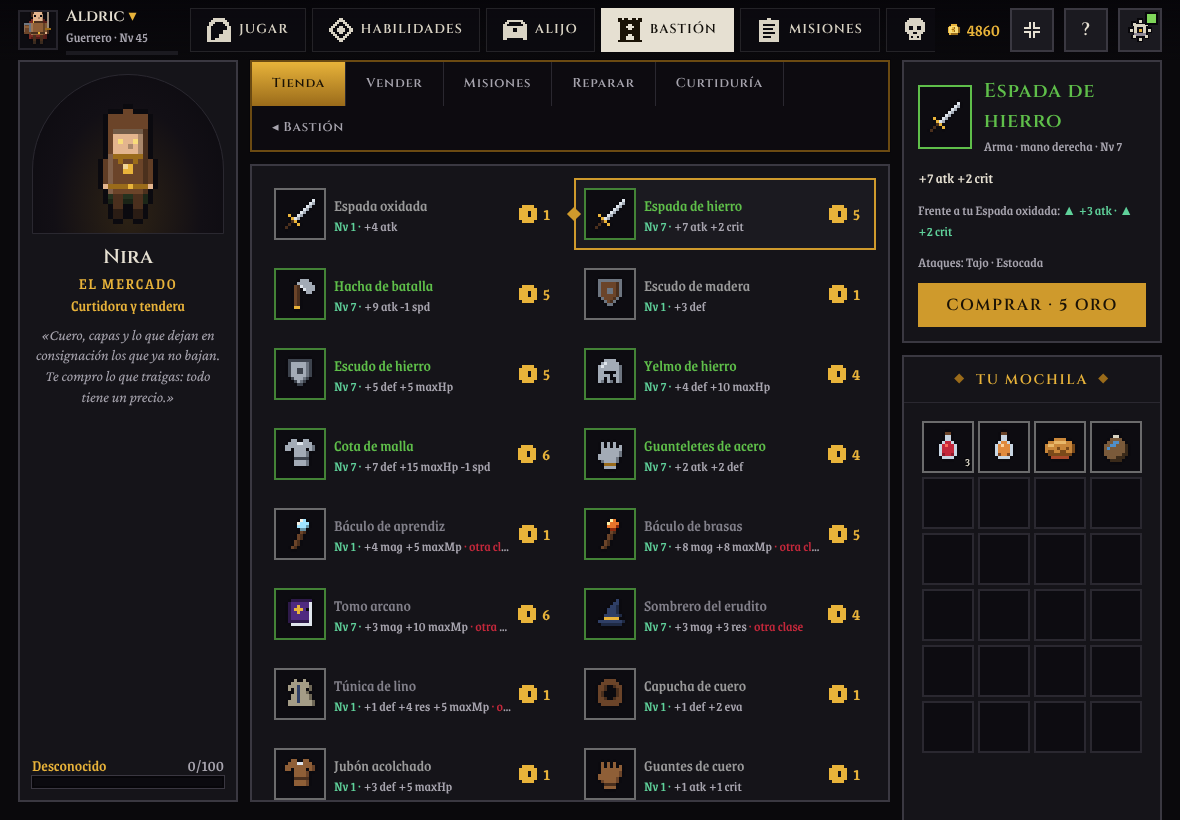 ALDRIC ▼
Guerrero · Nv 45
JUGAR
HABILIDADES
ALIJO
BASTIÓN
MISIONES
4860
?
TIENDA
VENDER
MISIONES
REPARAR
CURTIDURÍA
◂ BASTIÓN
NIRA
EL MERCADO
Curtidora y tendera
«Cuero, capas y lo que dejan en
consignación los que ya no bajan.
Te compro lo que traigas: todo
tiene un precio.»
Desconocido 0/100
Espada oxidada
Nv 1 · +4 atk
1
Espada de hierro
Nv 7 · +7 atk +2 crit
5
Hacha de batalla
Nv 7 · +9 atk -1 spd
5
Escudo de madera
Nv 1 · +3 def
1
Escudo de hierro
Nv 7 · +5 def +5 maxHp
5
Yelmo de hierro
Nv 7 · +4 def +10 maxHp
4
Cota de malla
Nv 7 · +7 def +15 maxHp -1 spd
6
Guanteletes de acero
Nv 7 · +2 atk +2 def
4
Báculo de aprendiz
Nv 1 · +4 mag +5 maxMp · otra cl...
1
Báculo de brasas
Nv 7 · +8 mag +8 maxMp · otra cl...
5
Tomo arcano
Nv 7 · +3 mag +10 maxMp · otra ...
6
Sombrero del erudito
Nv 7 · +3 mag +3 res · otra clase
4
Túnica de lino
Nv 1 · +1 def +4 res +5 maxMp · o...
1
Capucha de cuero
Nv 1 · +1 def +2 eva
1
Jubón acolchado
Nv 1 · +3 def +5 maxHp
1
Guantes de cuero
Nv 1 · +1 atk +1 crit
1
ESPADA DE
HIERRO
Arma · mano derecha · Nv 7
+7 atk +2 crit
Frente a tu Espada oxidada: ▲ +3 atk · ▲
+2 crit
Ataques: Tajo · Estocada
COMPRAR · 5 ORO
◆ TU MOCHILA ◆
3